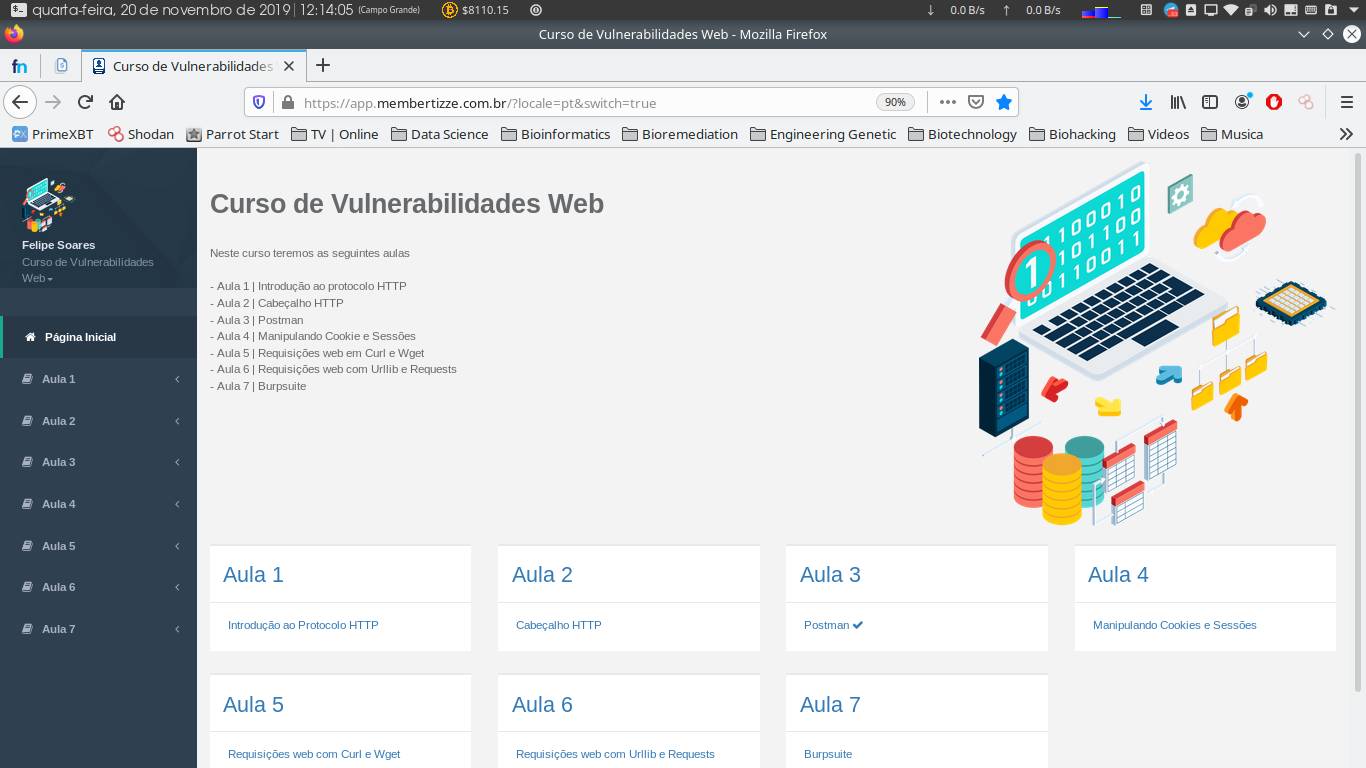 quarta-feira, 20 de novembro de 2019 | 12:14:05 (Campo Grande) $8110.15 ↓ 0.0 B/s ↑ 0.0 B/s
Curso de Vulnerabilidades Web - Mozilla Firefox
fn Curso de Vulnerabilidades
https://app.membertizze.com.br/?locale=pt&switch=true 90%
PrimeXBT Shodan Parrot Start TV | Online Data Science Bioinformatics Bioremediation Engineering Genetic Biotechnology Biohacking Videos Musica
Felipe Soares
Curso de Vulnerabilidades
Web
Página Inicial
Aula 1
Aula 2
Aula 3
Aula 4
Aula 5
Aula 6
Aula 7
Curso de Vulnerabilidades Web
Neste curso teremos as seguintes aulas
- Aula 1 | Introdução ao protocolo HTTP
- Aula 2 | Cabeçalho HTTP
- Aula 3 | Postman
- Aula 4 | Manipulando Cookie e Sessões
- Aula 5 | Requisições web em Curl e Wget
- Aula 6 | Requisições web com Urllib e Requests
- Aula 7 | Burpsuite
1100010
1 101100
00110011
Aula 1
Introdução ao Protocolo HTTP
Aula 2
Cabeçalho HTTP
Aula 3
Postman
Aula 4
Manipulando Cookies e Sessões
Aula 5
Requisições web com Curl e Wget
Aula 6
Requisições web com Urllib e Requests
Aula 7
Burpsuite